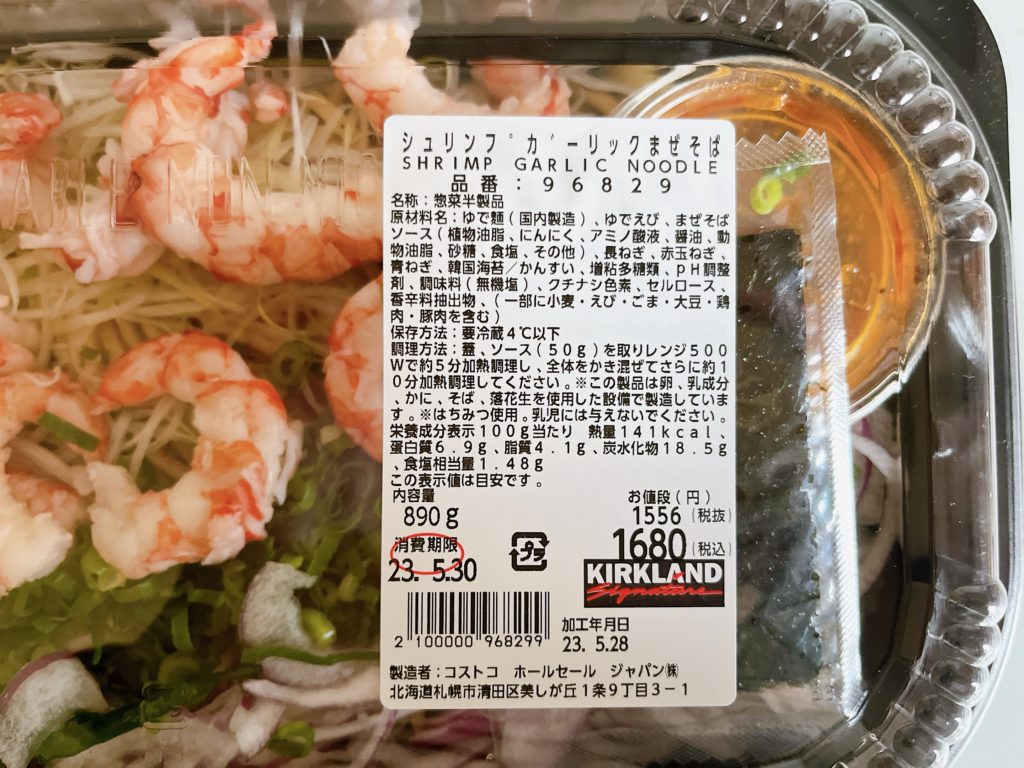 シュリンプガーリックまぜそば
SHRIMP GARLIC NOODLE
品番:96829
名称:惣菜半製品
原材料名:ゆで麺(国内製造)、ゆでえび、まぜそば
ソース(植物油脂、にんにく、アミノ酸液、醤油、動
物油脂、砂糖、食塩、その他)、長ねぎ、赤玉ねぎ、
青ねぎ、韓国海苔/かんすい、増粘多糖類、pH調整
剤、調味料(無機塩)、クチナシ色素、セルロース、
香辛料抽出物、(一部に小麦・えび・ごま・大豆・鶏
肉・豚肉を含む)
保存方法:要冷蔵4℃以下
調理方法:蓋、ソース(50g)を取りレンジ500
Wで約5分加熱調理し、全体をかき混ぜてさらに約1
0分加熱調理してください。※この製品は卵、乳成分
、かに、そば、落花生を使用した設備で製造していま
す。※はちみつ使用。乳児には与えないでください。
栄養成分表示100g当たり 熱量141kcal、
蛋白質6.9g、脂質4.1g、炭水化物18.5g
、食塩相当量1.48g
この表示値は目安です。
内容量 お値段(円)
890g 1556(税抜)
消費期限 1680(税込)
23. 5.30 プラ
KIRKLAND
Signature
加工年月日
2 100000 968299 23. 5.28
製造者:コストコ ホールセール ジャパン㈱
北海道札幌市清田区美しが丘1条9丁目3-1